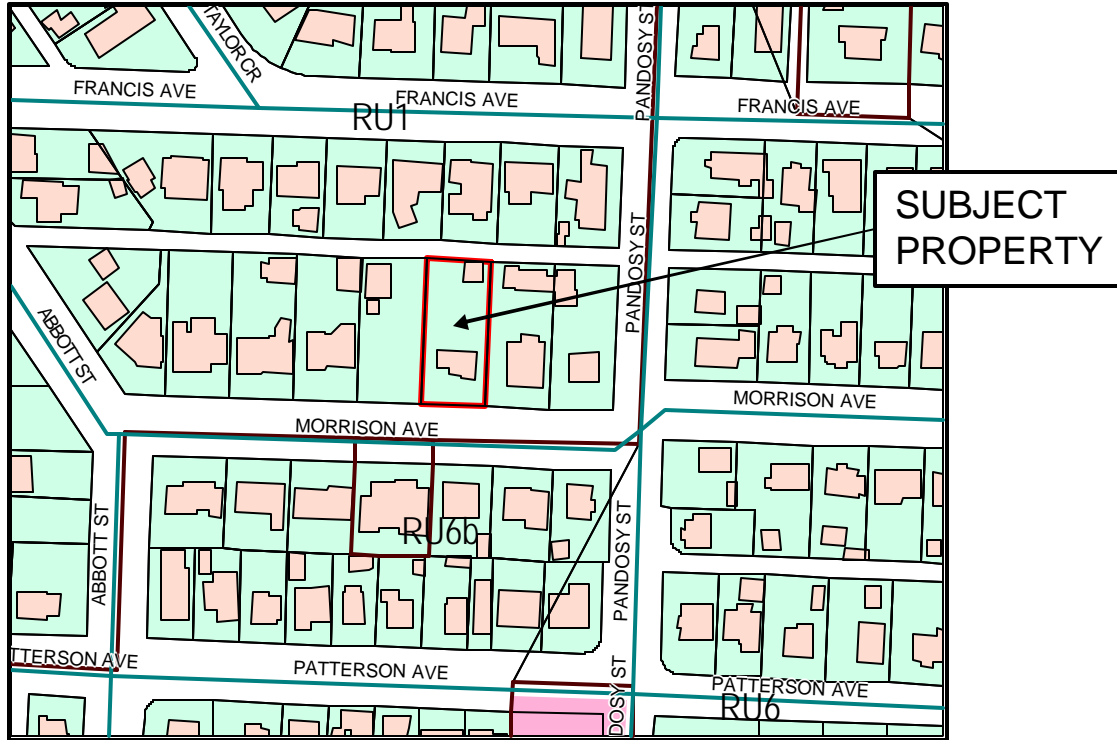 TAYLOR CR
PANDOSY ST
FRANCIS AVE
FRANCIS AVE
FRANCIS AVE
RU1
SUBJECT
PROPERTY
PANDOSY ST
ABBOTT ST
MORRISON AVE
MORRISON AVE
ABBOTT ST
RU6b
PANDOSY ST
TTERSON AVE
PATTERSON AVE
PATTERSON AVE
DOSY ST
RU6